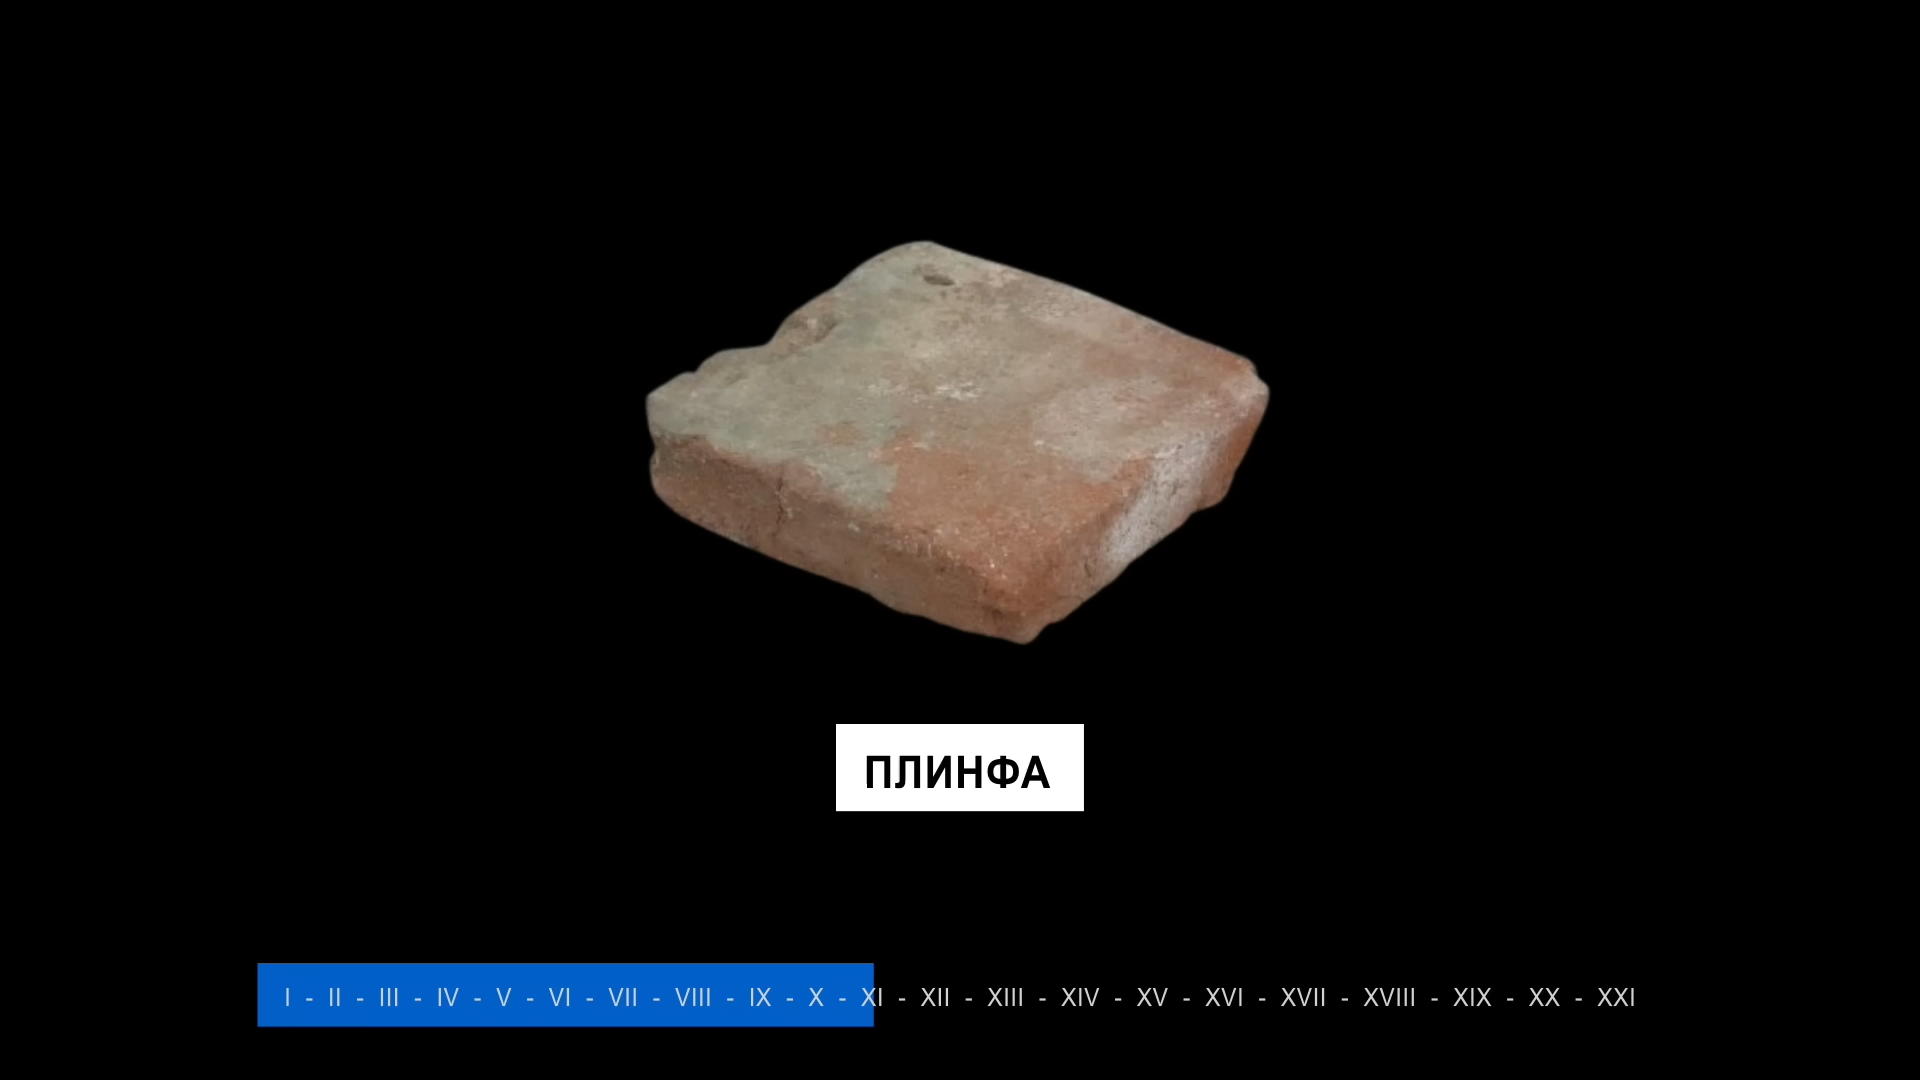 ПЛИНФА
I - II - III - IV - V - VI - VII - VIII - IX - X - XI - XII - XIII - XIV - XV - XVI - XVII - XVIII - XIX - XX - XXI